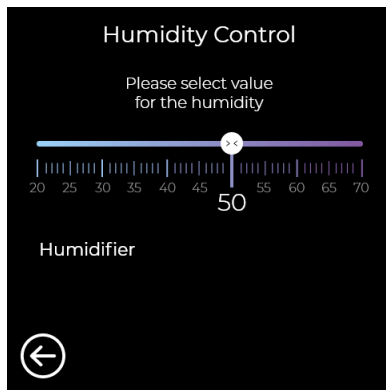 Humidity Control
Please select value
for the humidity
20 25 30 35 40 45 50 55 60 65 70
Humidifier